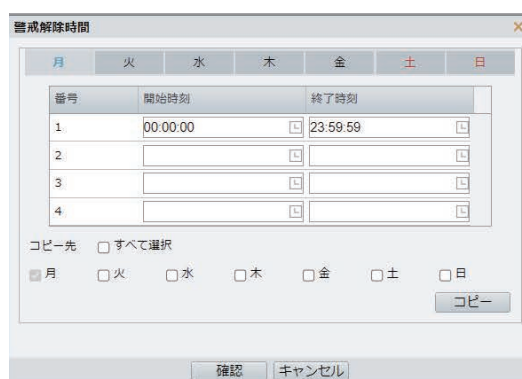 警戒解除時間
月 火 水 木 金 土 日
番号 開始時刻 終了時刻
1 00:00:00 23:59:59
2
3
4
コピー先 すべて選択
月 火 水 木 金 土 日
コピー
確認 キャンセル